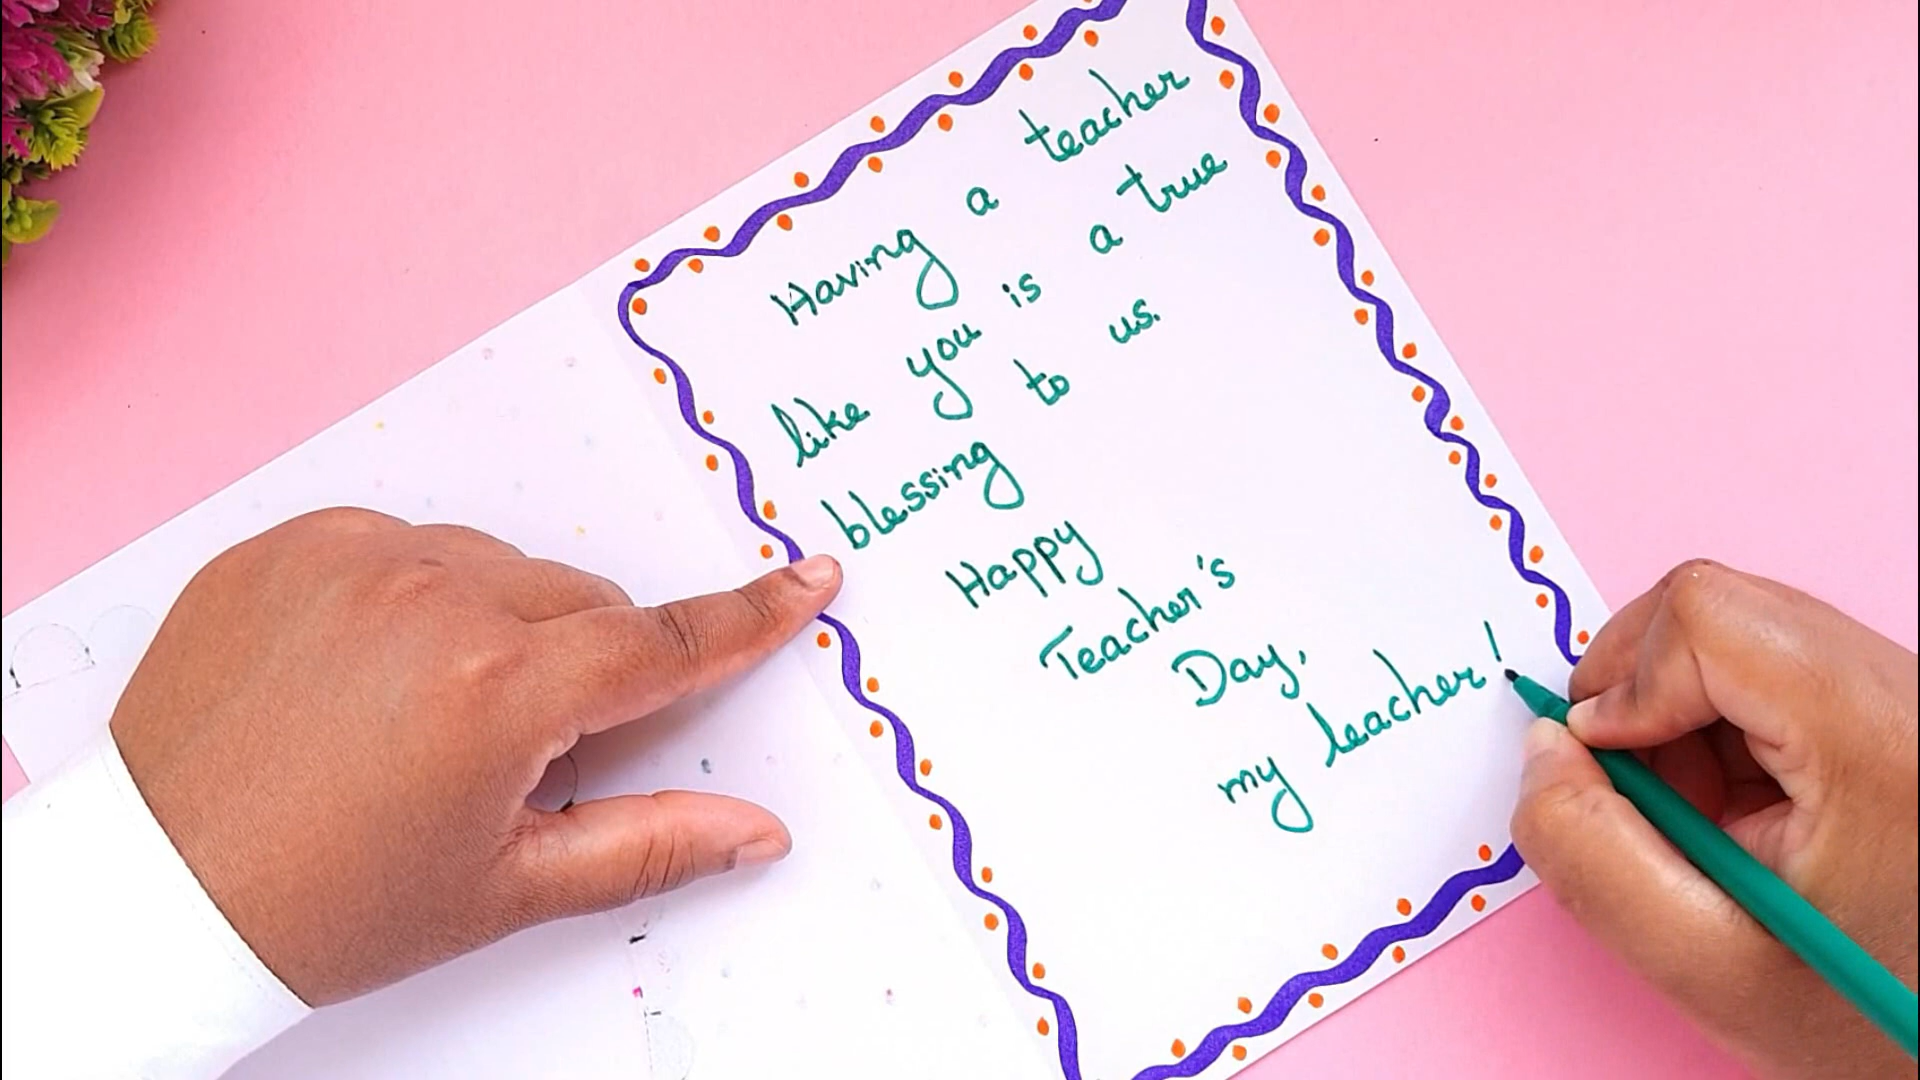 Having a teacher
like you is a true
blessing to us.
Happy
Teacher's
Day,
my teacher!